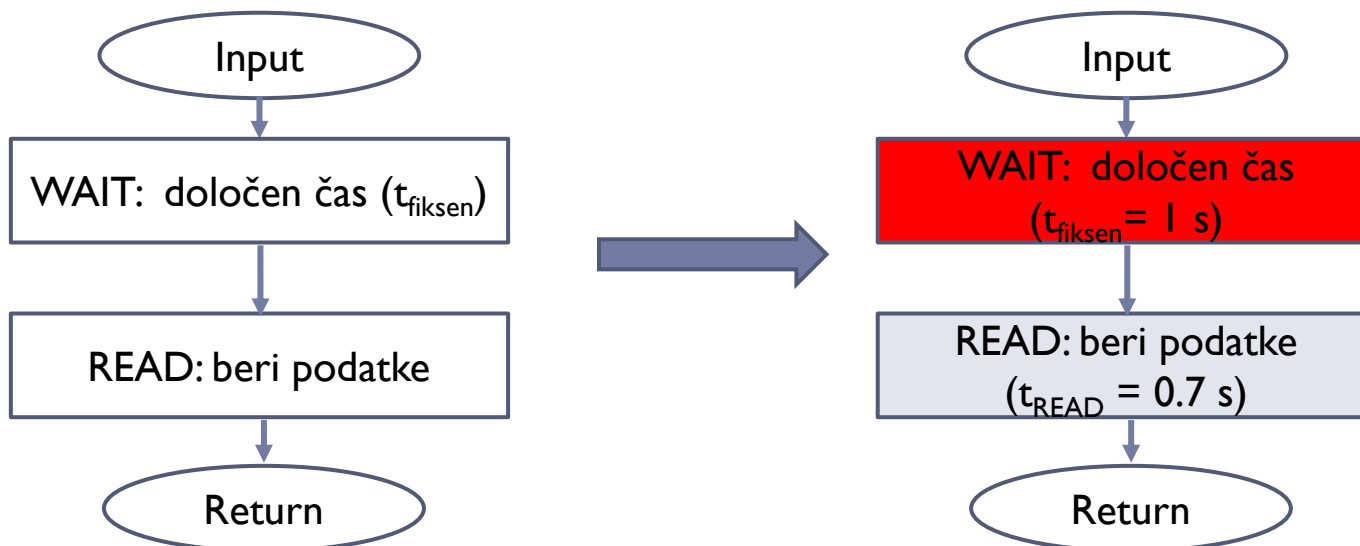 Input
WAIT: določen čas (tfiksen)
READ: beri podatke
Return
Input
WAIT: določen čas
(tfiksen= 1 s)
READ: beri podatke
(tREAD = 0.7 s)
Return